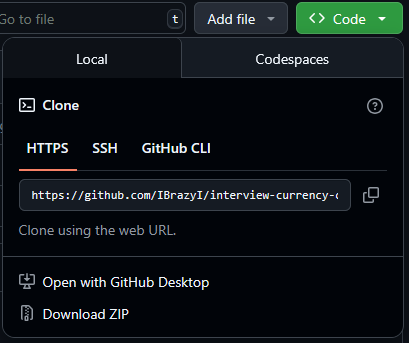 Go to file t Add file Code
Local Codespaces
Clone
HTTPS SSH GitHub CLI
https://github.com/IBrazyI/interview-currency-
Clone using the web URL.
Open with GitHub Desktop
Download ZIP